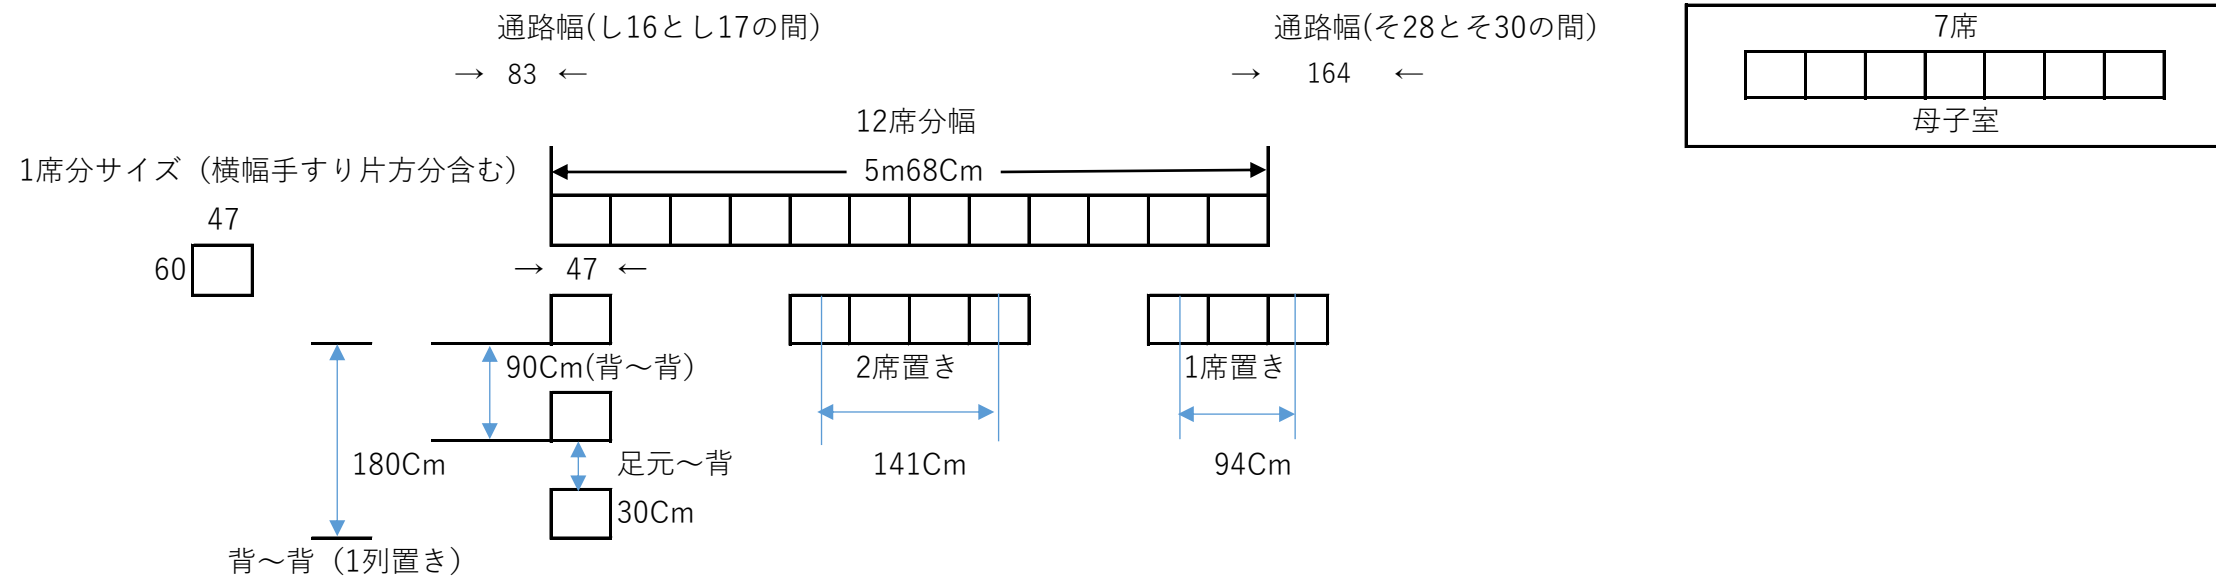 通路幅(し16とし17の間)
通路幅(そ28とそ30の間)
7席
→ 83 ←
→ 164 ←
12席分幅
母子室
1席分サイズ（横幅手すり片方分含む）
5m68Cm
47
60
→ 47 ←
90Cm(背～背)
2席置き
1席置き
180Cm
足元～背
141Cm
94Cm
30Cm
背～背（1列置き）